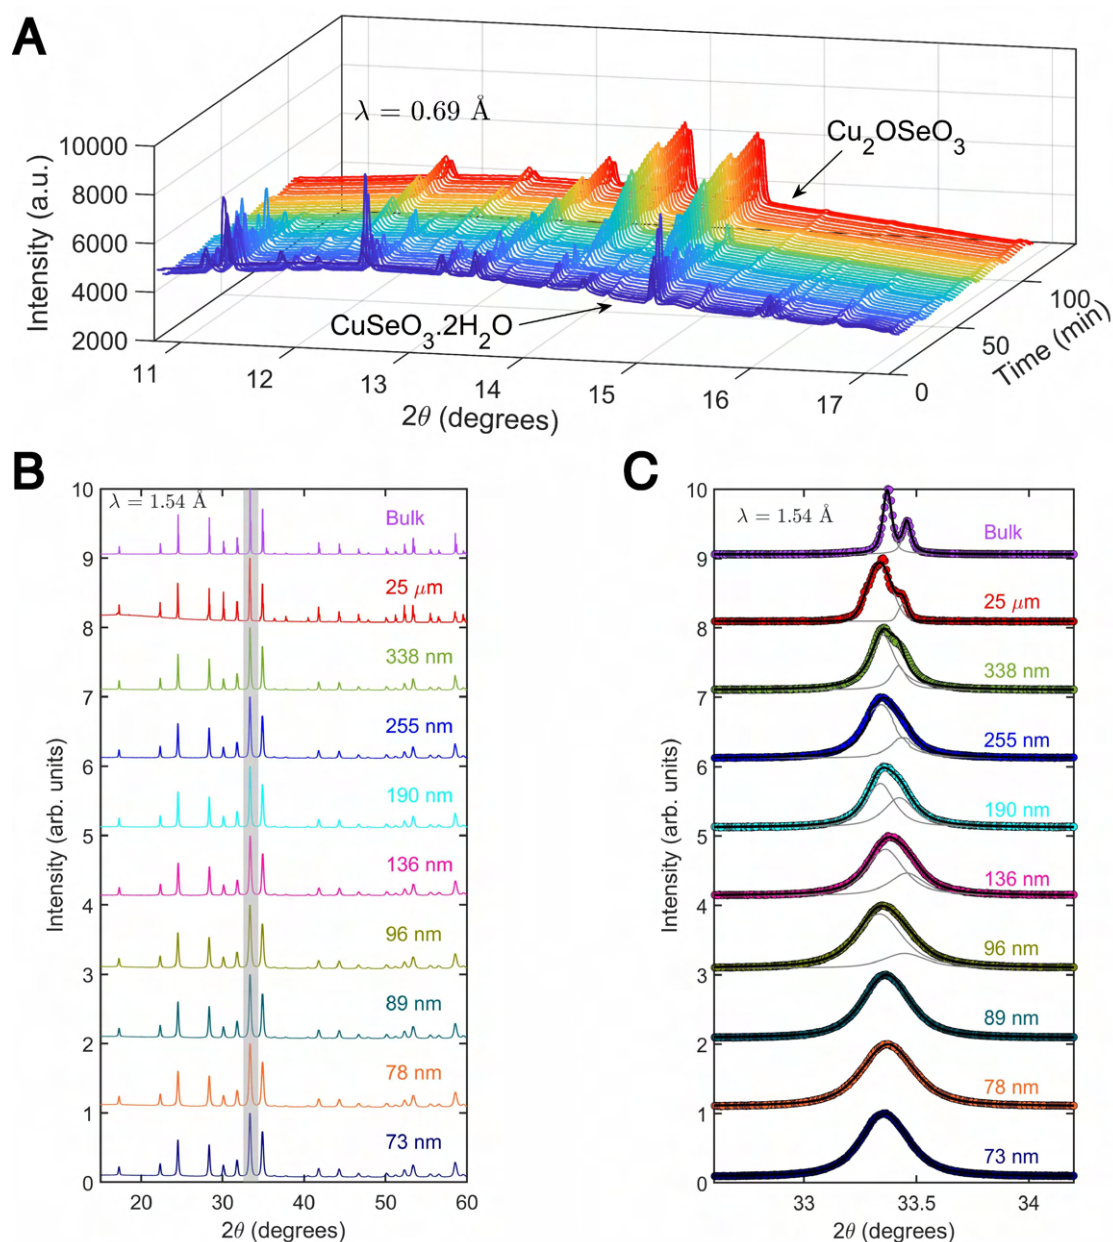 A
λ = 0.69 Å
Cu2OSeO3
CuSeO3.2H2O
Intensity (a.u.)
10000
8000
6000
4000
2000
11
12
13
14
15
16
17
2θ (degrees)
0
50
100
Time (min)
B
λ = 1.54 Å
Bulk
25 μm
338 nm
255 nm
190 nm
136 nm
96 nm
89 nm
78 nm
73 nm
Intensity (arb. units)
10
9
8
7
6
5
4
3
2
1
0
20
30
40
50
60
2θ (degrees)
C
λ = 1.54 Å
Bulk
25 μm
338 nm
255 nm
190 nm
136 nm
96 nm
89 nm
78 nm
73 nm
Intensity (arb. units)
10
9
8
7
6
5
4
3
2
1
0
33
33.5
34
2θ (degrees)